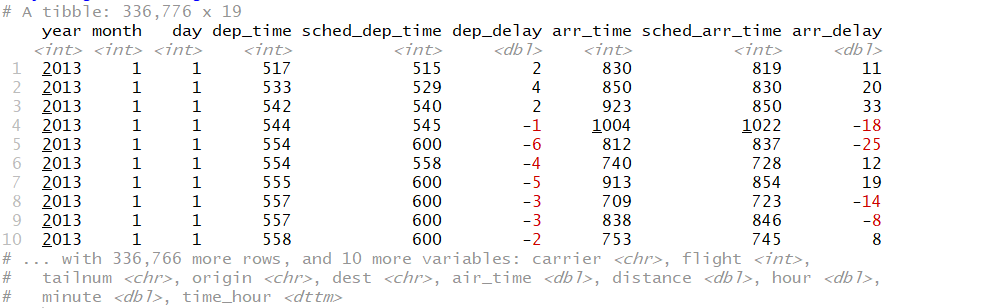 # A tibble: 336,776 x 19
year month day dep_time sched_dep_time dep_delay arr_time sched_arr_time arr_delay
<int> <int> <int> <int> <int> <dbl> <int> <int> <dbl>
1 2013 1 1 517 515 2 830 819 11
2 2013 1 1 533 529 4 850 830 20
3 2013 1 1 542 540 2 923 850 33
4 2013 1 1 544 545 -1 1004 1022 -18
5 2013 1 1 554 600 -6 812 837 -25
6 2013 1 1 554 558 -4 740 728 12
7 2013 1 1 555 600 -5 913 854 19
8 2013 1 1 557 600 -3 709 723 -14
9 2013 1 1 557 600 -3 838 846 -8
10 2013 1 1 558 600 -2 753 745 8
# ... with 336,766 more rows, and 10 more variables: carrier <chr>, flight <int>,
# tailnum <chr>, origin <chr>, dest <chr>, air_time <dbl>, distance <dbl>, hour <dbl>,
# minute <dbl>, time_hour <dttm>